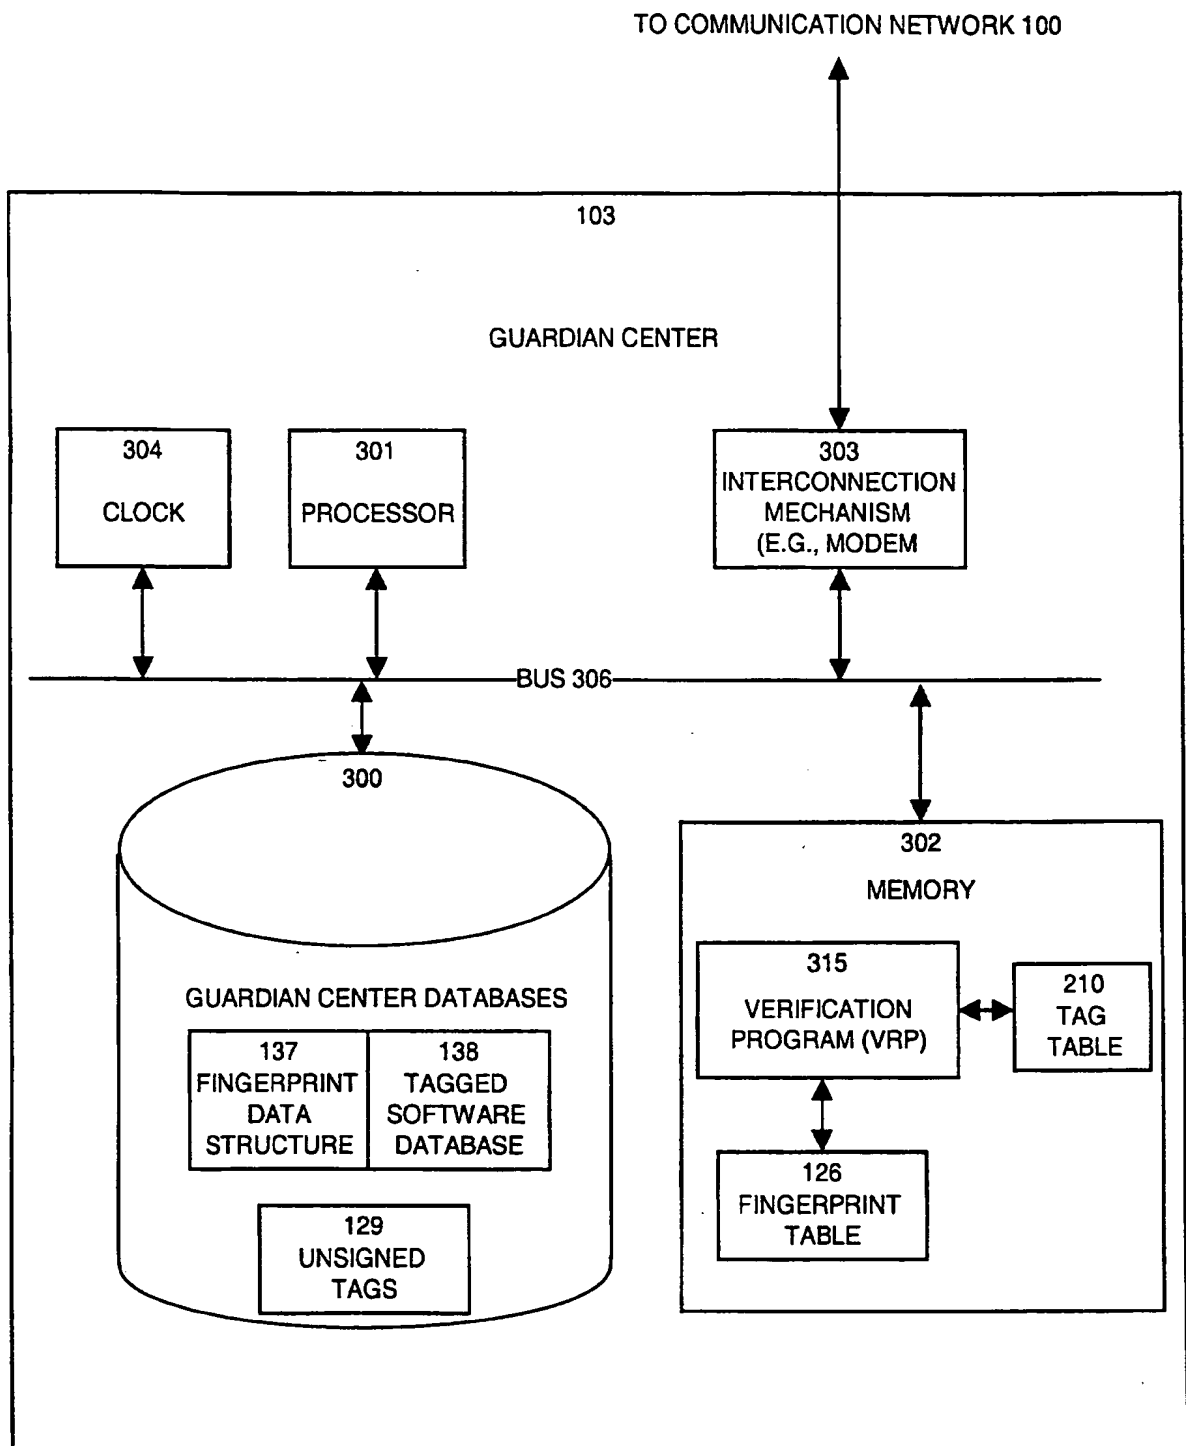 TO COMMUNICATION NETWORK 100
103
GUARDIAN CENTER
304
CLOCK
301
PROCESSOR
303
INTERCONNECTION
MECHANISM
(E.G., MODEM
BUS 306
300
GUARDIAN CENTER DATABASES
137
FINGERPRINT
DATA
STRUCTURE
138
TAGGED
SOFTWARE
DATABASE
129
UNSIGNED
TAGS
302
MEMORY
315
VERIFICATION
PROGRAM (VRP)
210
TAG
TABLE
126
FINGERPRINT
TABLE